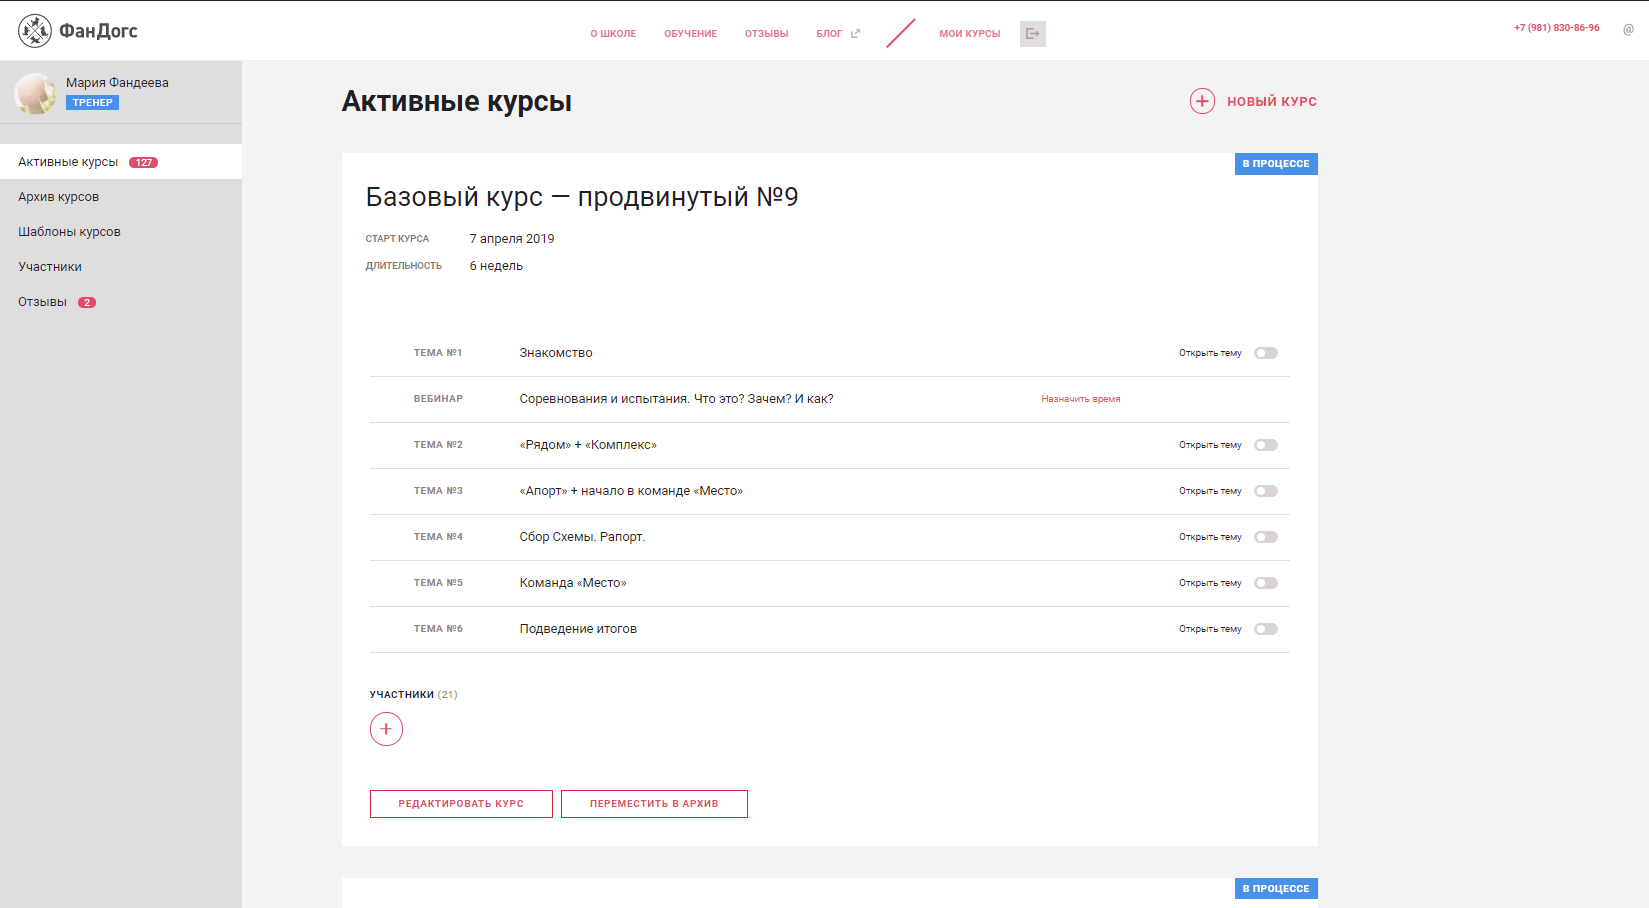 ФанДогс
О ШКОЛЕ ОБУЧЕНИЕ ОТЗЫВЫ БЛОГ МОИ КУРСЫ
+7 (981) 830-86-96 @
Мария Фандеева
ТРЕНЕР
Активные курсы 127
Архив курсов
Шаблоны курсов
Участники
Отзывы 2
Активные курсы
НОВЫЙ КУРС
В ПРОЦЕССЕ
Базовый курс — продвинутый №9
СТАРТ КУРСА 7 апреля 2019
ДЛИТЕЛЬНОСТЬ 6 недель
ТЕМА №1 Знакомство Открыть тему
ВЕБИНАР Соревнования и испытания. Что это? Зачем? И как? Назначить время
ТЕМА №2 «Рядом» + «Комплекс» Открыть тему
ТЕМА №3 «Апорт» + начало в команде «Место» Открыть тему
ТЕМА №4 Сбор Схемы. Рапорт. Открыть тему
ТЕМА №5 Команда «Место» Открыть тему
ТЕМА №6 Подведение итогов Открыть тему
УЧАСТНИКИ (21)
РЕДАКТИРОВАТЬ КУРС ПЕРЕМЕСТИТЬ В АРХИВ
В ПРОЦЕССЕ